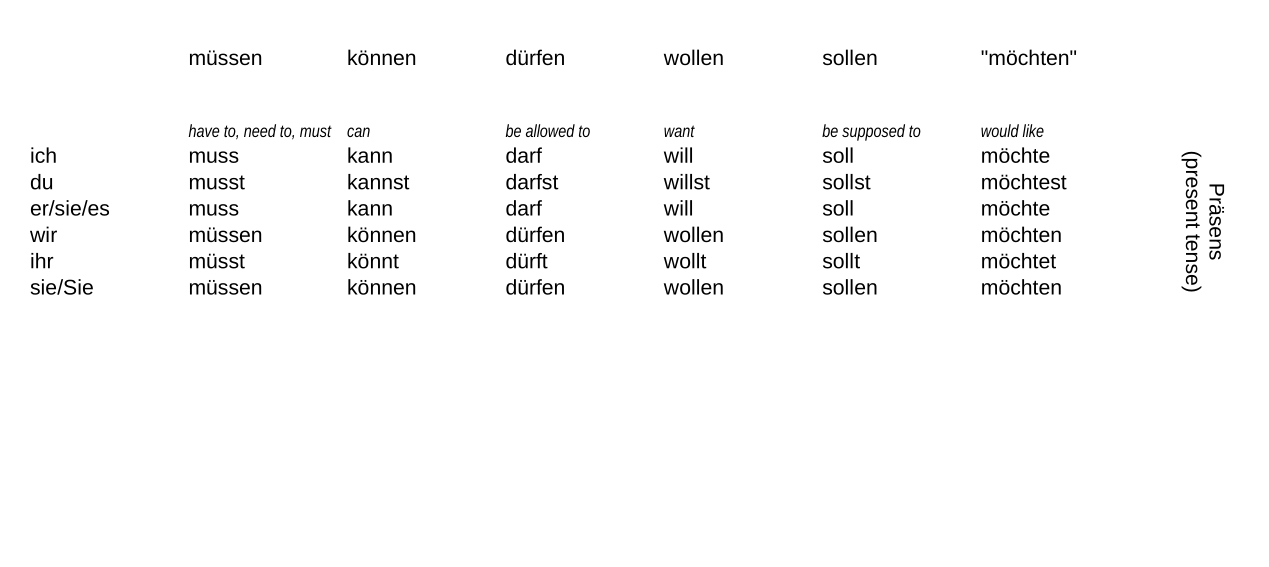 müssen können dürfen wollen sollen "möchten"
have to, need to, must can be allowed to want be supposed to would like
ich muss kann darf will soll möchte
du musst kannst darfst willst sollst möchtest
er/sie/es muss kann darf will soll möchte
wir müssen können dürfen wollen sollen möchten
ihr müsst könnt dürft wollt sollt möchtet
sie/Sie müssen können dürfen wollen sollen möchten
Präsens
(present tense)